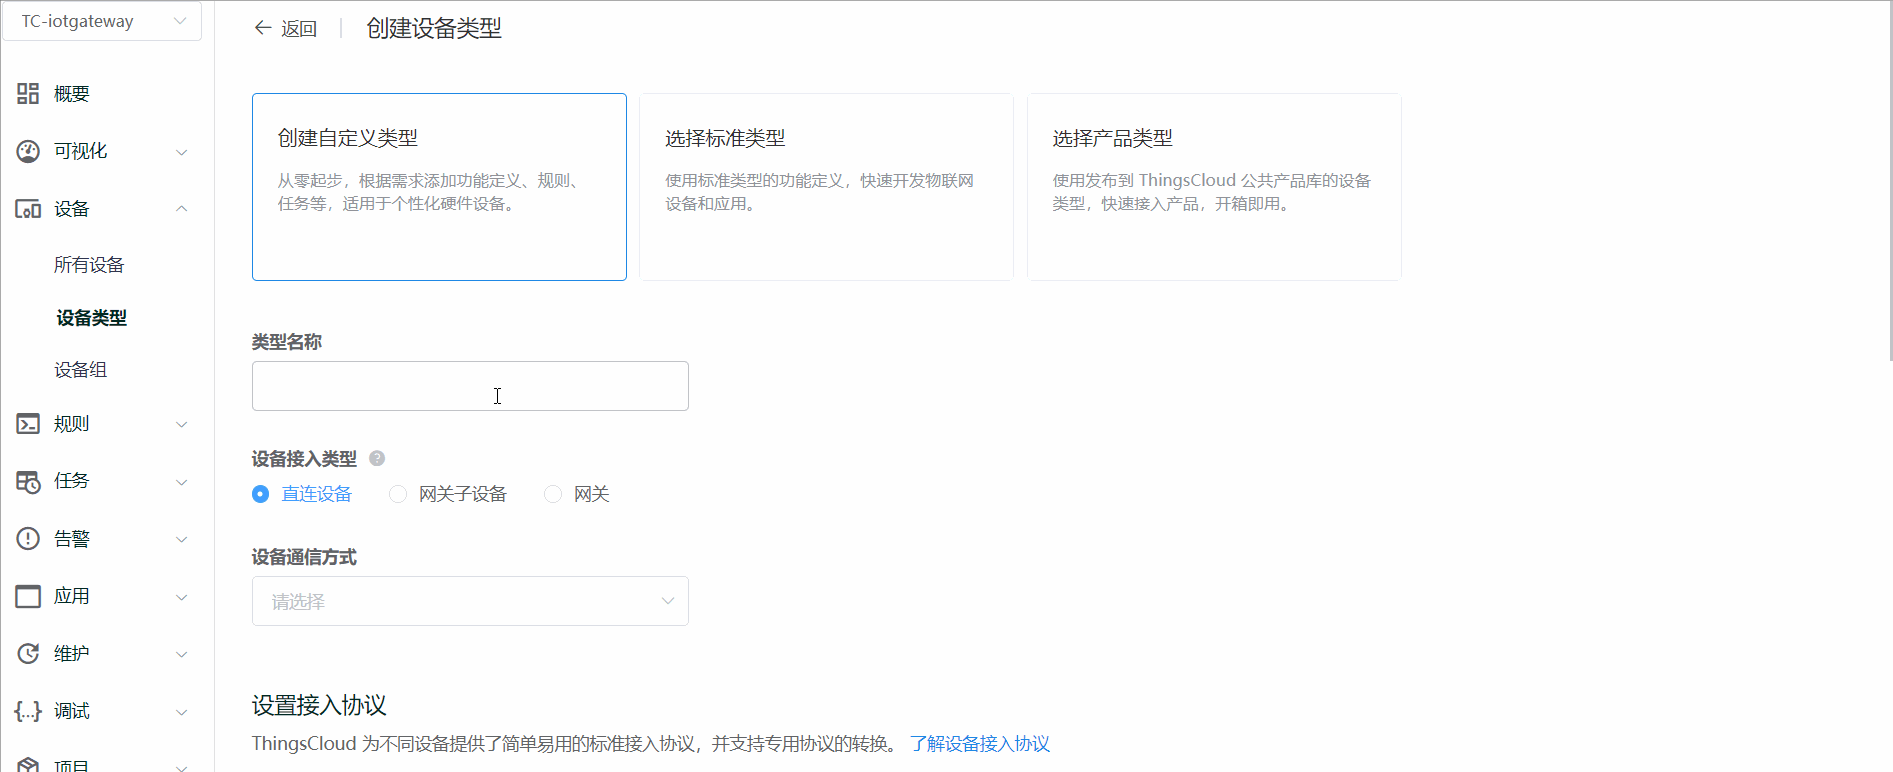 TC-iotgateway
概要
可视化
设备
所有设备
设备类型
设备组
规则
任务
告警
应用
维护
{...} 调试
项目
返回
创建设备类型
创建自定义类型
从零起步，根据需求添加功能定义、规则、
任务等，适用于个性化硬件设备。
选择标准类型
使用标准类型的功能定义，快速开发物联网
设备和应用。
选择产品类型
使用发布到 ThingsCloud 公共产品库的设备
类型，快速接入产品，开箱即用。
类型名称
设备接入类型 ?
直连设备 网关子设备 网关
设备通信方式
请选择
设置接入协议
ThingsCloud 为不同设备提供了简单易用的标准接入协议，并支持专用协议的转换。 了解设备接入协议